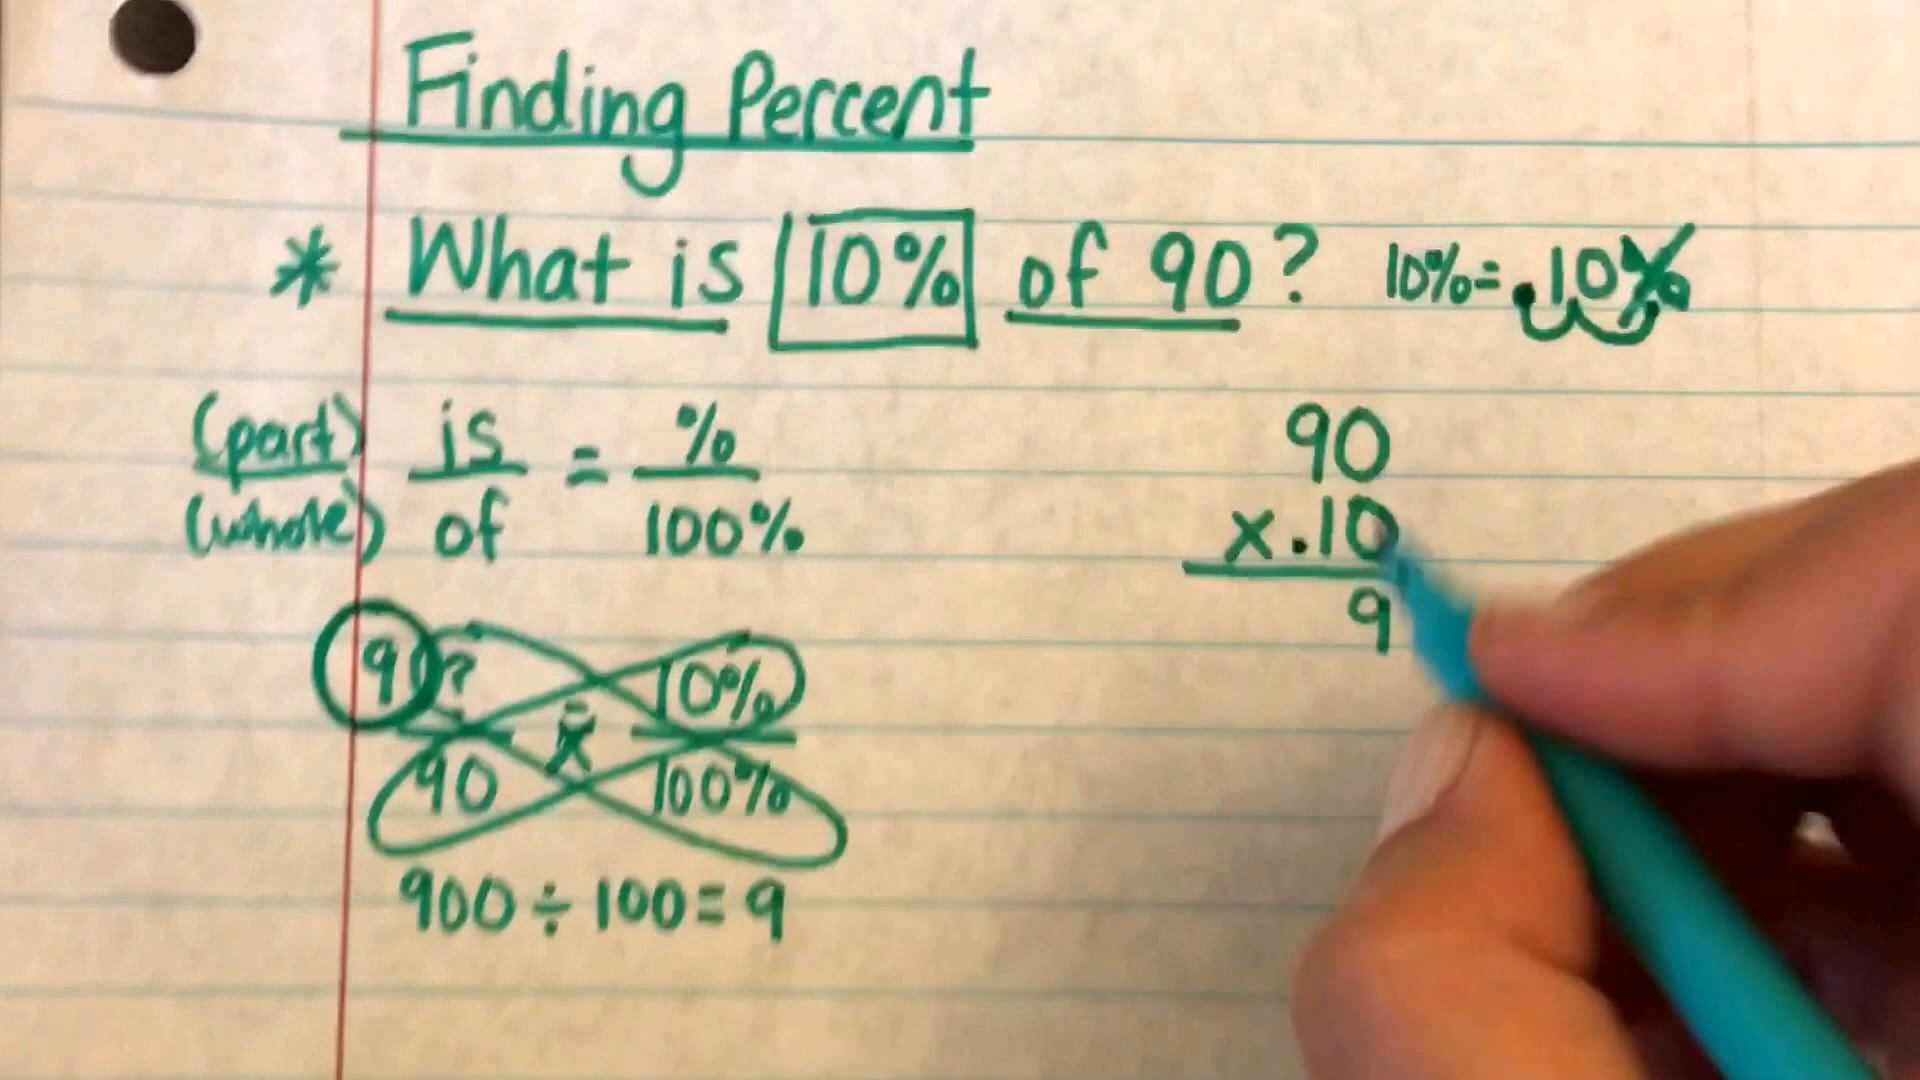 Finding Percent
* What is 10% of 90? 10%= .10%
(part) is = %
(whole) of 100%
90
x.10
9
9 ? 10%
÷ x
90 100%
900 ÷ 100 = 9